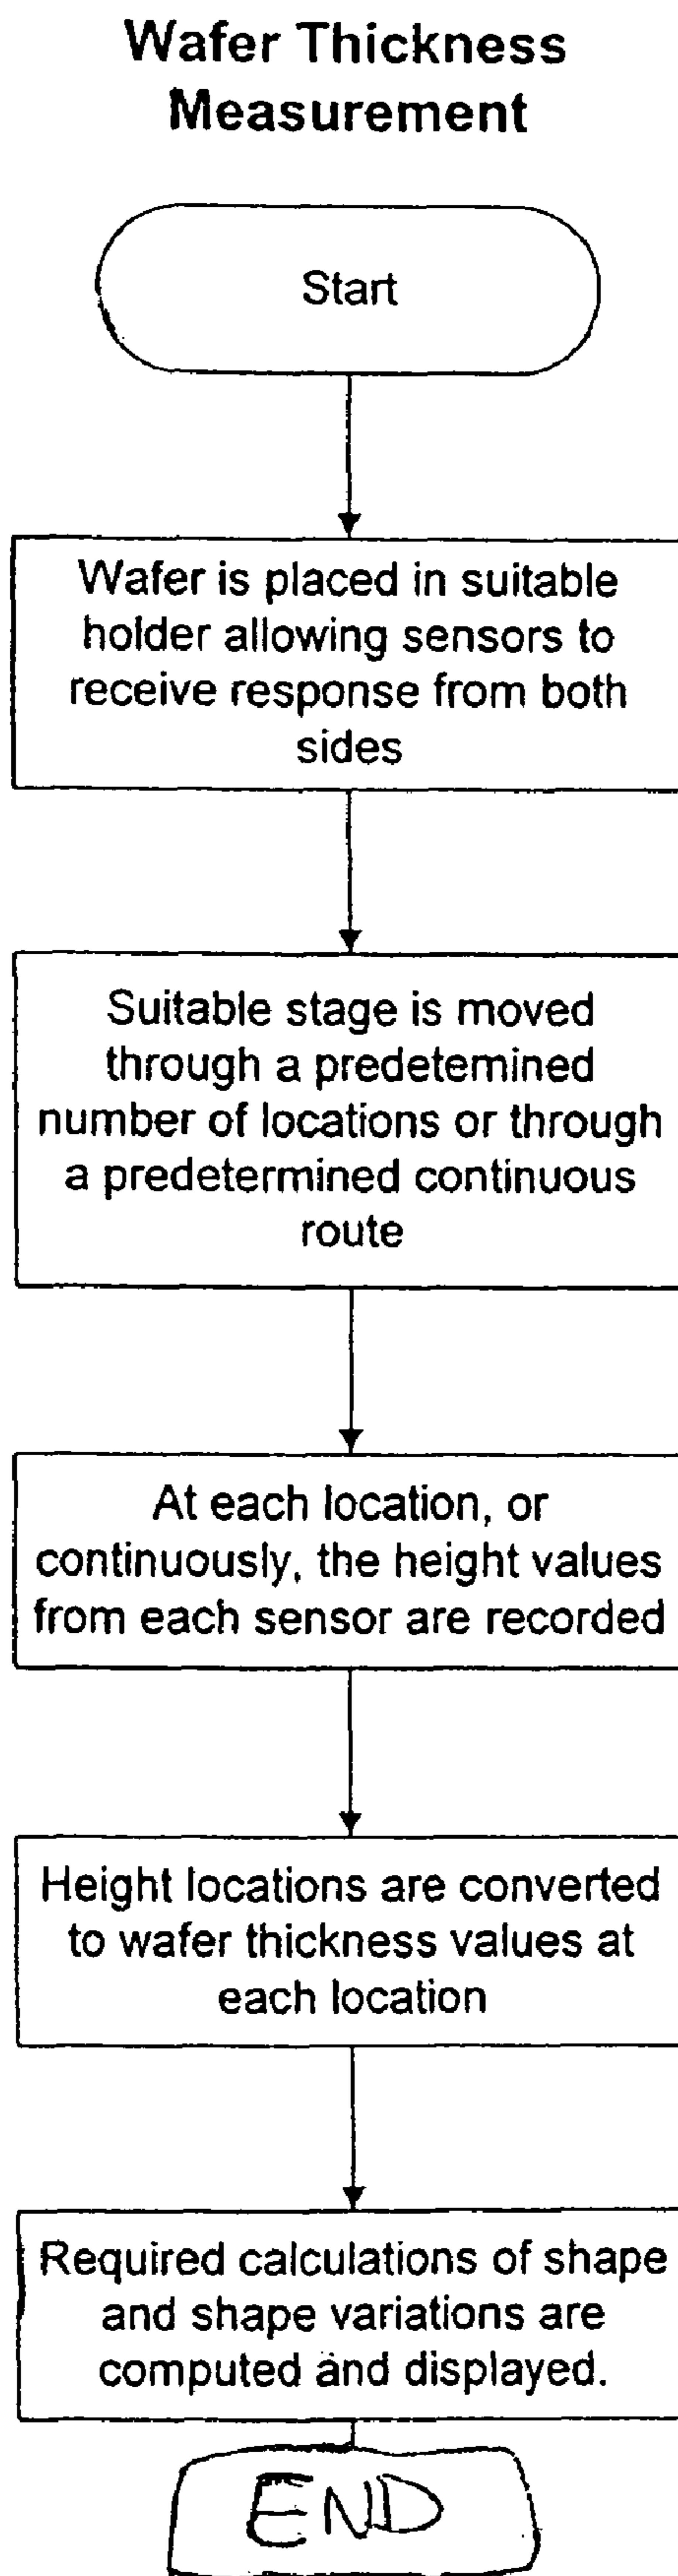 Wafer Thickness
Measurement
Start
Wafer is placed in suitable
holder allowing sensors to
receive response from both
sides
Suitable stage is moved
through a predetemined
number of locations or through
a predetermined continuous
route
At each location, or
continuously, the height values
from each sensor are recorded
Height locations are converted
to wafer thickness values at
each location
Required calculations of shape
and shape variations are
computed and displayed.
END